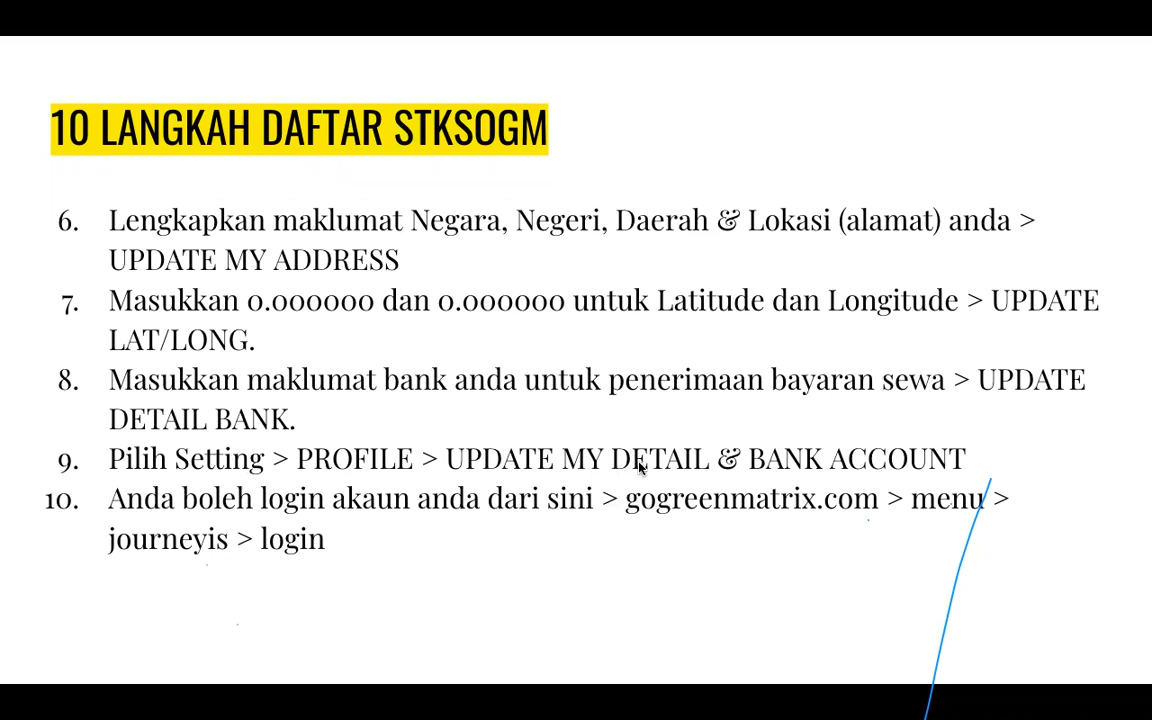 10 LANGKAH DAFTAR STKSOGM
6. Lengkapkan maklumat Negara, Negeri, Daerah & Lokasi (alamat) anda >
UPDATE MY ADDRESS
7. Masukkan 0.000000 dan 0.000000 untuk Latitude dan Longitude > UPDATE
LAT/LONG.
8. Masukkan maklumat bank anda untuk penerimaan bayaran sewa > UPDATE
DETAIL BANK.
9. Pilih Setting > PROFILE > UPDATE MY DETAIL & BANK ACCOUNT
10. Anda boleh login akaun anda dari sini > gogreenmatrix.com > menu >
journeyis > login